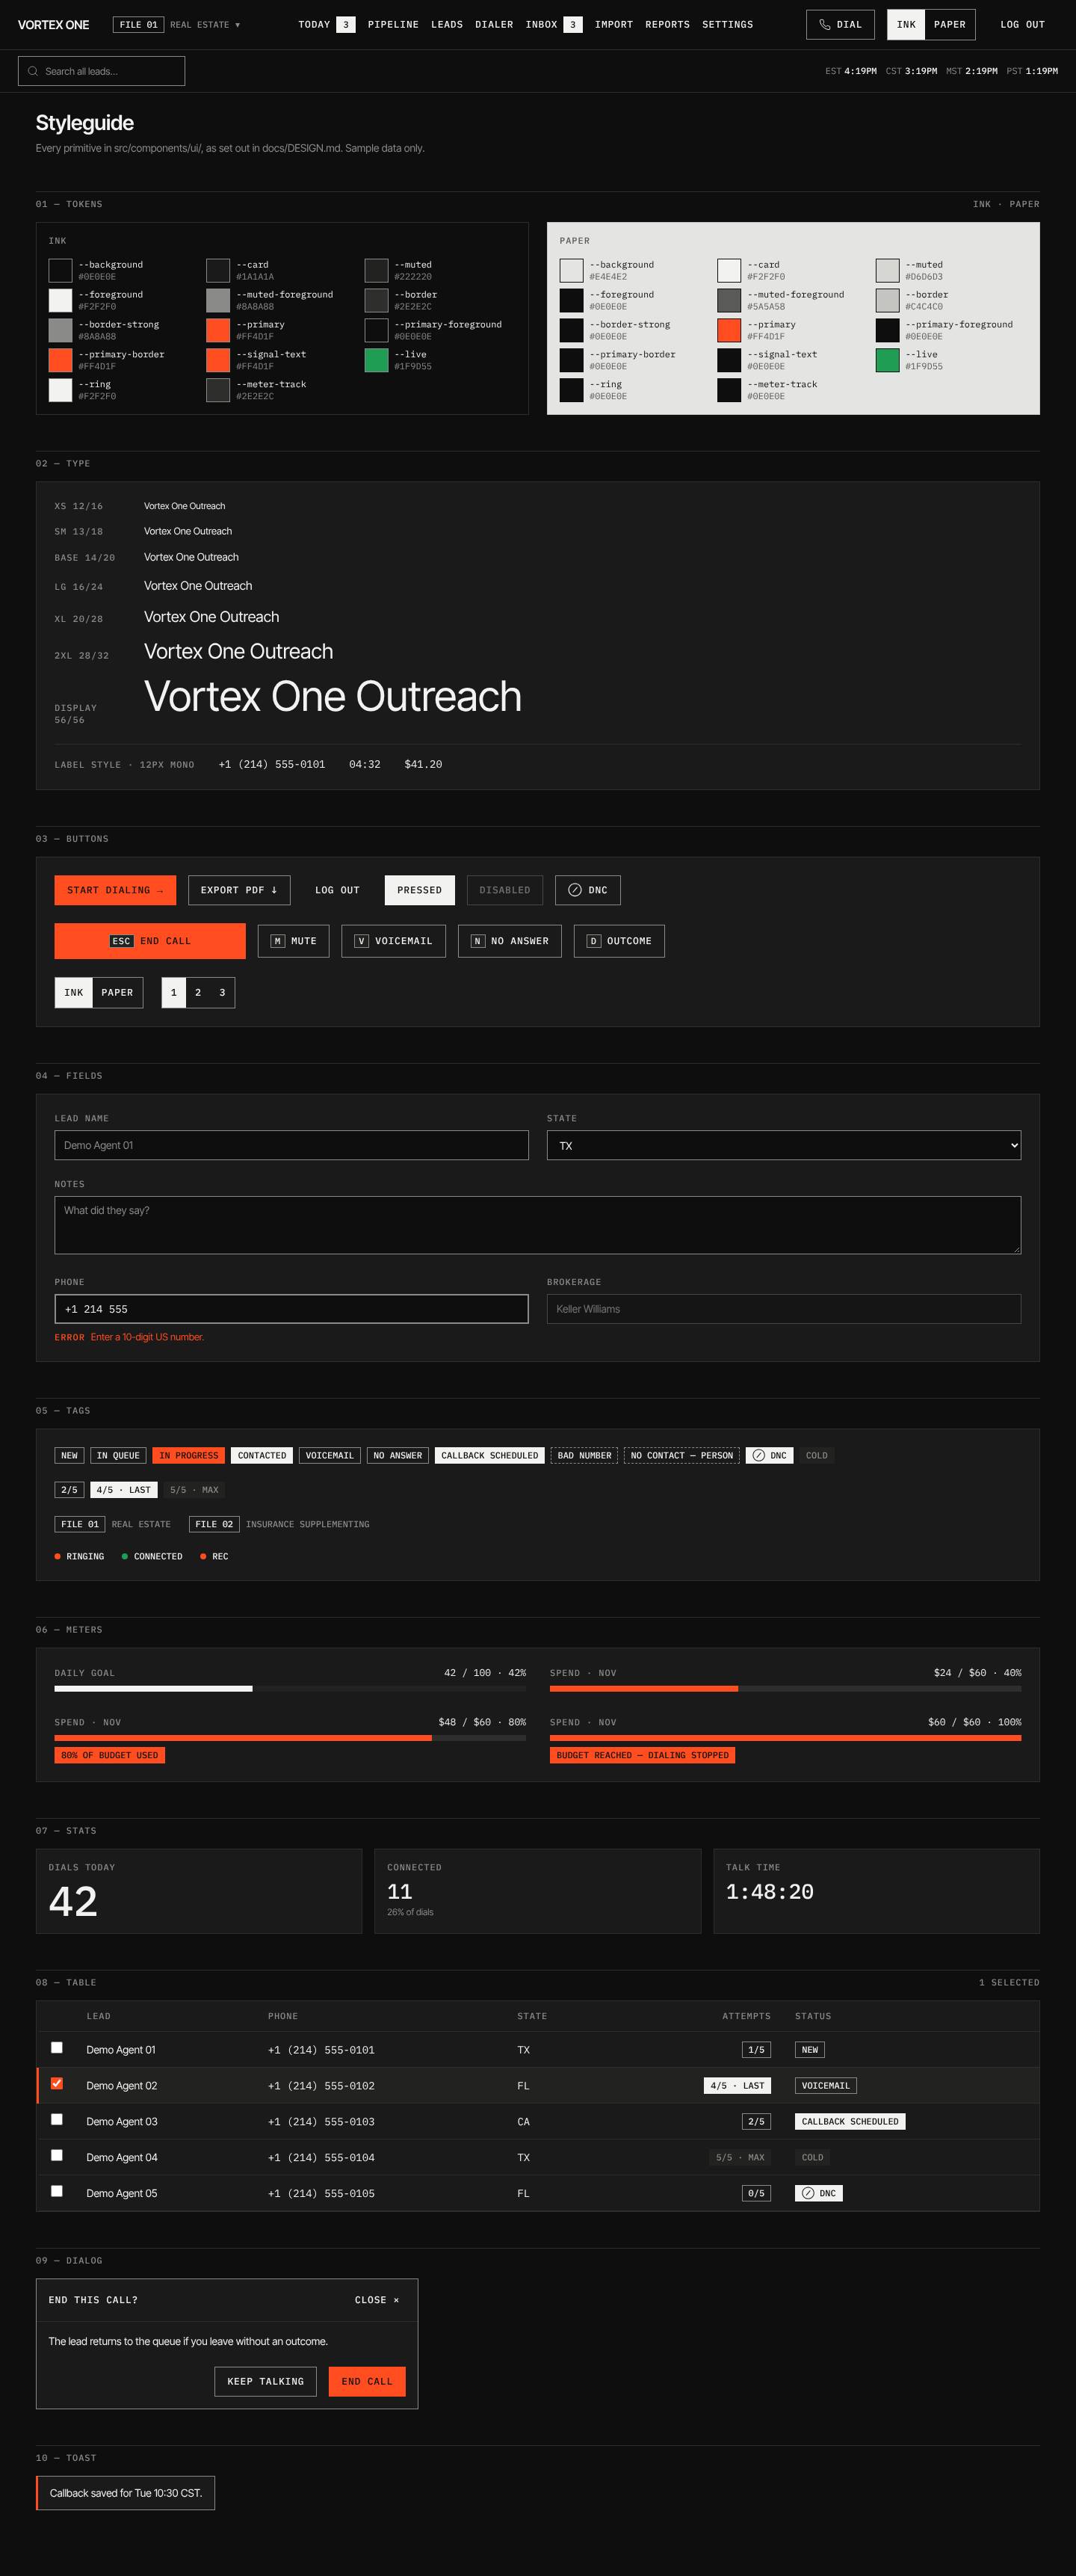 VORTEX ONE FILE 01 REAL ESTATE ▾ TODAY 3 PIPELINE LEADS DIALER INBOX 3 IMPORT REPORTS SETTINGS DIAL INK PAPER LOG OUT
Search all leads... EST 4:19PM CST 3:19PM MST 2:19PM PST 1:19PM
Styleguide
Every primitive in src/components/ui/, as set out in docs/DESIGN.md. Sample data only.
01 — TOKENS INK · PAPER
INK
--background --card --muted
#0E0E0E #1A1A1A #222220
--foreground --muted-foreground --border
#F2F2F0 #8A8A88 #2E2E2C
--border-strong --primary --primary-foreground
#8A8A88 #FF4D1F #0E0E0E
--primary-border --signal-text --live
#FF4D1F #FF4D1F #1F9D55
--ring --meter-track
#F2F2F0 #2E2E2C
PAPER
--background --card --muted
#E4E4E2 #F2F2F0 #D6D6D3
--foreground --muted-foreground --border
#0E0E0E #5A5A58 #C4C4C0
--border-strong --primary --primary-foreground
#0E0E0E #FF4D1F #0E0E0E
--primary-border --signal-text --live
#0E0E0E #0E0E0E #1F9D55
--ring --meter-track
#0E0E0E #0E0E0E
02 — TYPE
XS 12/16 Vortex One Outreach
SM 13/18 Vortex One Outreach
BASE 14/20 Vortex One Outreach
LG 16/24 Vortex One Outreach
XL 20/28 Vortex One Outreach
2XL 28/32 Vortex One Outreach
DISPLAY 56/56 Vortex One Outreach
LABEL STYLE · 12PX MONO +1 (214) 555-0101 04:32 $41.20
03 — BUTTONS
START DIALING → EXPORT PDF ↓ LOG OUT PRESSED DISABLED DNC
ESC END CALL M MUTE V VOICEMAIL N NO ANSWER D OUTCOME
INK PAPER 1 2 3
04 — FIELDS
LEAD NAME STATE
Demo Agent 01 TX
NOTES
What did they say?
PHONE BROKERAGE
+1 214 555 Keller Williams
ERROR Enter a 10-digit US number.
05 — TAGS
NEW IN QUEUE IN PROGRESS CONTACTED VOICEMAIL NO ANSWER CALLBACK SCHEDULED BAD NUMBER NO CONTACT — PERSON DNC COLD
2/5 4/5 · LAST 5/5 · MAX
FILE 01 REAL ESTATE FILE 02 INSURANCE SUPPLEMENTING
RINGING CONNECTED REC
06 — METERS
DAILY GOAL 42 / 100 · 42% SPEND · NOV $24 / $60 · 40%
SPEND · NOV $48 / $60 · 80% SPEND · NOV $60 / $60 · 100%
80% OF BUDGET USED BUDGET REACHED — DIALING STOPPED
07 — STATS
DIALS TODAY CONNECTED TALK TIME
42 11 1:48:20
26% of dials
08 — TABLE 1 SELECTED
LEAD PHONE STATE ATTEMPTS STATUS
Demo Agent 01 +1 (214) 555-0101 TX 1/5 NEW
Demo Agent 02 +1 (214) 555-0102 FL 4/5 · LAST VOICEMAIL
Demo Agent 03 +1 (214) 555-0103 CA 2/5 CALLBACK SCHEDULED
Demo Agent 04 +1 (214) 555-0104 TX 5/5 · MAX COLD
Demo Agent 05 +1 (214) 555-0105 FL 0/5 DNC
09 — DIALOG
END THIS CALL? CLOSE ×
The lead returns to the queue if you leave without an outcome.
KEEP TALKING END CALL
10 — TOAST
Callback saved for Tue 10:30 CST.